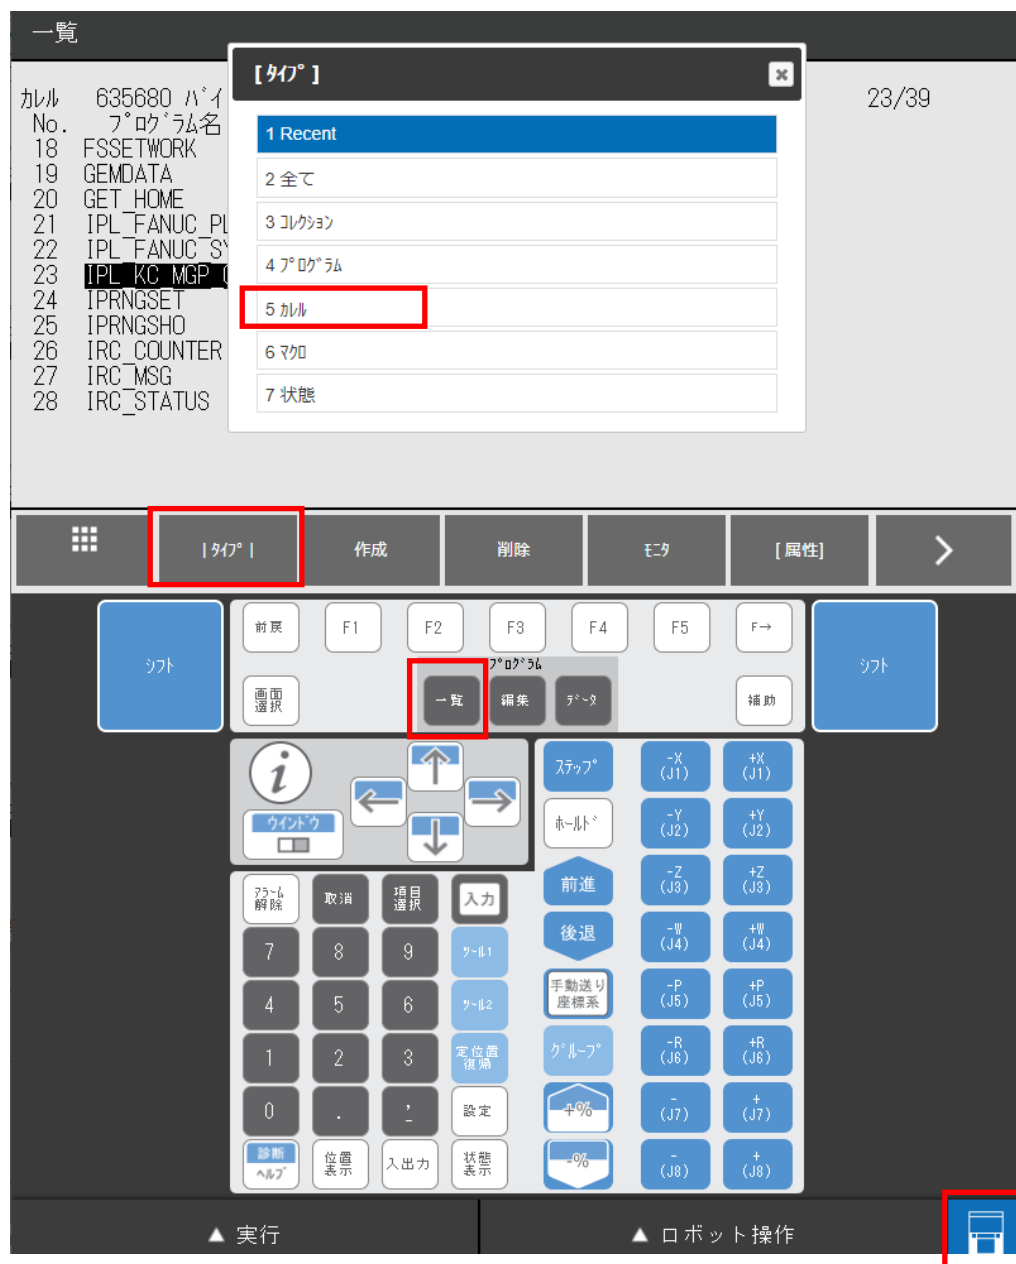 一覧
[ ﾀｲﾌﾟ ]
ｶﾚﾙ 635680 ﾊﾞｲ 23/39
No. ﾌﾟﾛｸﾞﾗﾑ名
18 FSSETWORK
19 GEMDATA
20 GET_HOME
21 IPL_FANUC_PL
22 IPL_FANUC_SY
23 IPL_KC_MGP_
24 IPRNGSET
25 IPRNGSHO
26 IRC_COUNTER
27 IRC_MSG
28 IRC_STATUS
1 Recent
2 全て
3 ｺﾚｸｼｮﾝ
4 ﾌﾟﾛｸﾞﾗﾑ
5 ｶﾚﾙ
6 ﾏｸﾛ
7 状態
[ ﾀｲﾌﾟ ] 作成 削除 ﾓﾆﾀ [ 属性]
ｼﾌﾄ 前戻 F1 F2 F3 F4 F5 F→ ｼﾌﾄ
ﾌﾟﾛｸﾞﾗﾑ
画面
選択
一覧 編集 ﾃﾞｰﾀ 補助
i
ｳｲﾝﾄﾞｳ
ｽﾃｯﾌﾟ
-X
(J1)
+X
(J1)
ﾎｰﾙﾄﾞ
-Y
(J2)
+Y
(J2)
前進
-Z
(J3)
+Z
(J3)
後退
-W
(J4)
+W
(J4)
手動送り
座標系
-P
(J5)
+P
(J5)
ｸﾞﾙｰﾌﾟ
-R
(J6)
+R
(J6)
+%
-
(J7)
+
(J7)
-%
-
(J8)
+
(J8)
ｱﾗｰﾑ
解除
取消
項目
選択
入力
7 8 9 ﾂｰﾙ1
4 5 6 ﾂｰﾙ2
1 2 3
定位置
復帰
0 . ,
-
設定
診断
ﾍﾙﾌﾟ
位置
表示
入出力
状態
表示
▲ 実行 ▲ ロボット操作